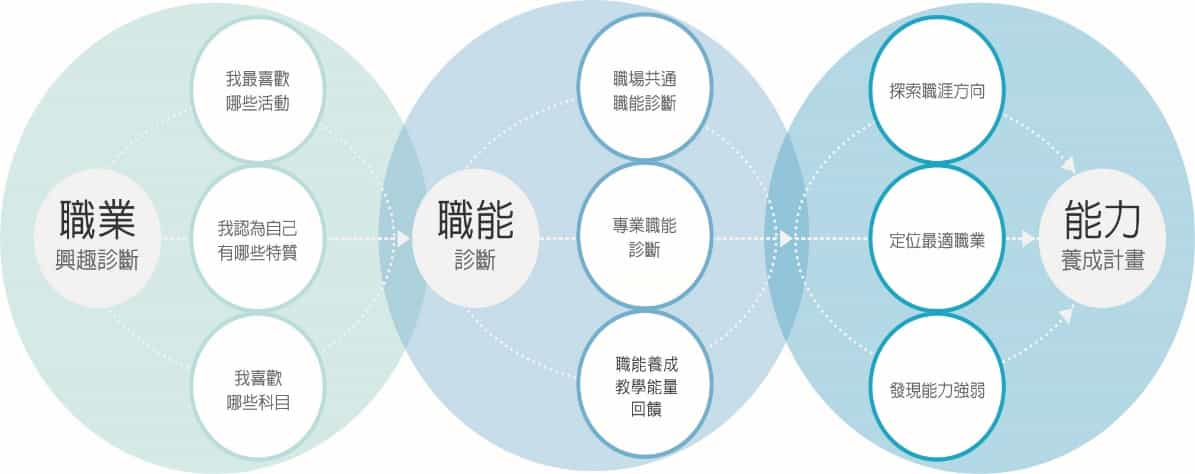 職業
興趣診斷
我最喜歡
哪些活動
我認為自己
有哪些特質
我喜歡
哪些科目
職能
診斷
職場共通
職能診斷
專業職能
診斷
職能養成
教學能量
回饋
探索職涯方向
定位最適職業
發現能力強弱
能力
養成計畫